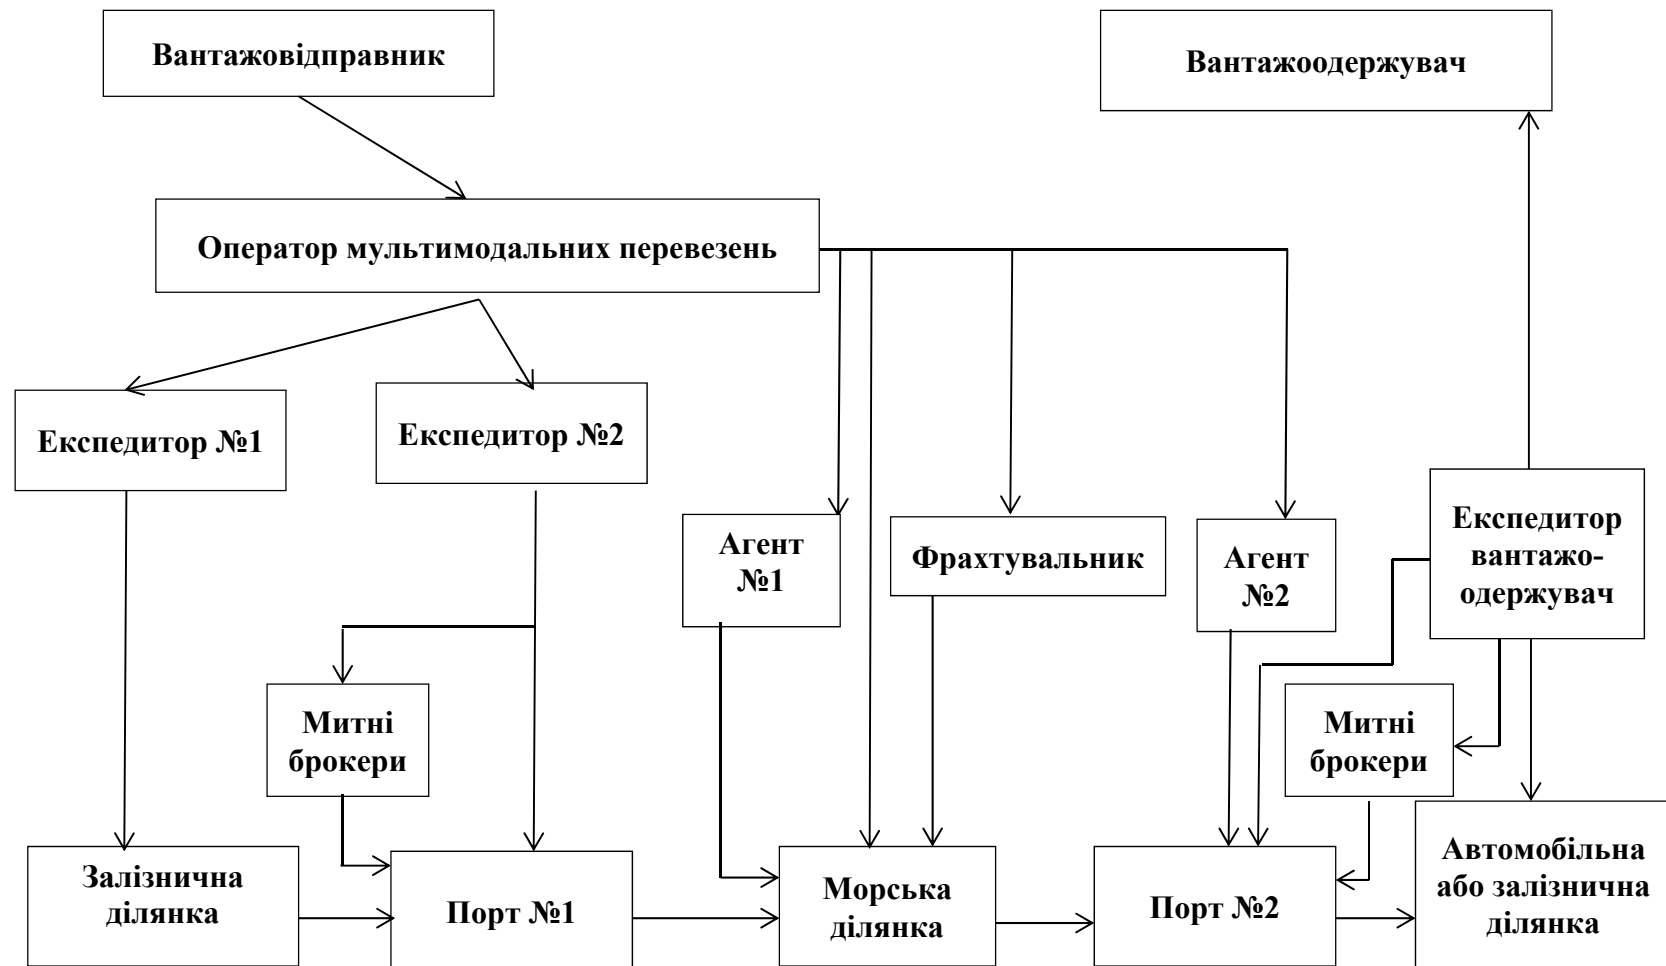 Вантажовідправник
Вантажоодержувач
Оператор мультимодальних перевезень
Експедитор №1
Експедитор №2
Агент
№1
Фрахтувальник
Агент
№2
Експедитор
вантажо-
одержувач
Митні
брокери
Митні
брокери
Залізнична
ділянка
Порт №1
Морська
ділянка
Порт №2
Автомобільна
або залізнична
ділянка